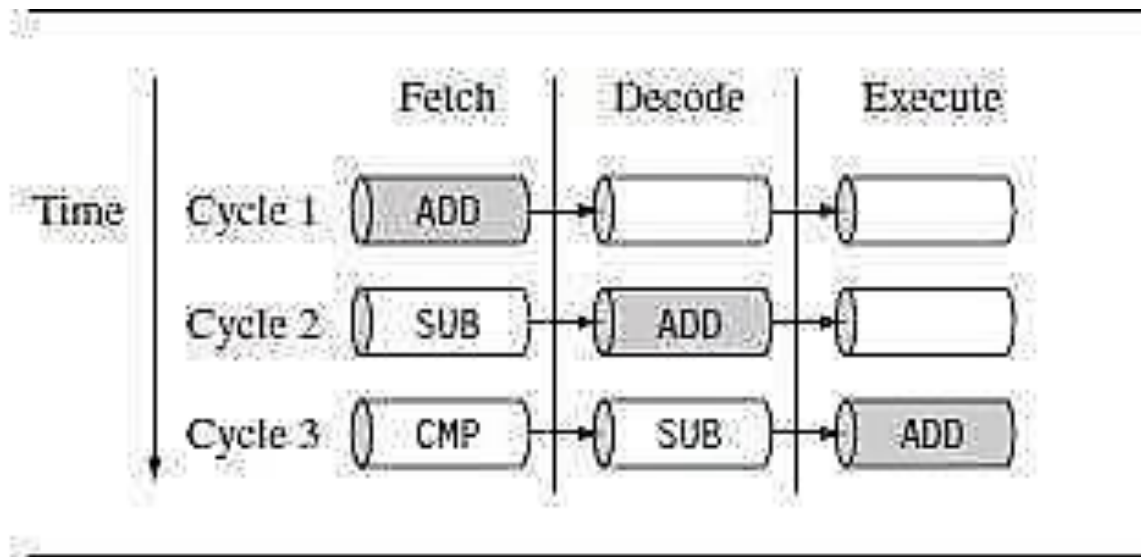 Fetch Decode Execute
Time Cycle 1 ADD
Cycle 2 SUB ADD
Cycle 3 CMP SUB ADD